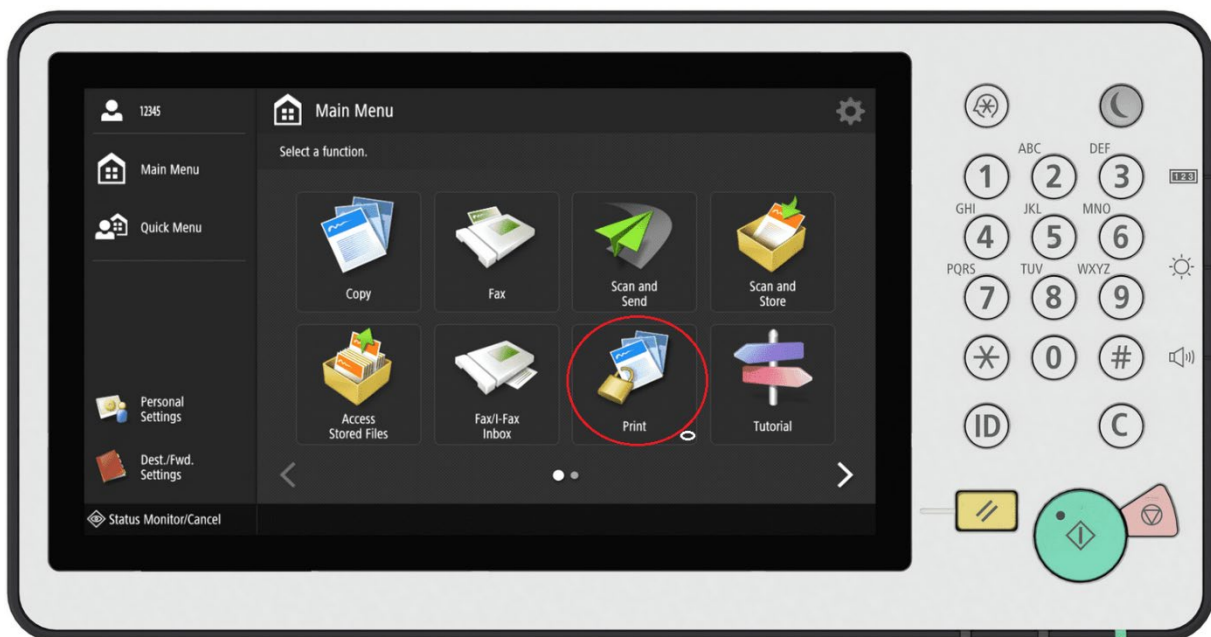 12345
Main Menu
Main Menu
Quick Menu
Personal
Settings
Dest./Fwd.
Settings
Status Monitor/Cancel
Select a function.
Copy
Fax
Scan and
Send
Scan and
Store
Access
Stored Files
Fax/I-Fax
Inbox
Print
Tutorial
ABC DEF
1 2 3
123
GHI JKL MNO
4 5 6
PQRS TUV WXYZ
7 8 9
* 0 #
ID C